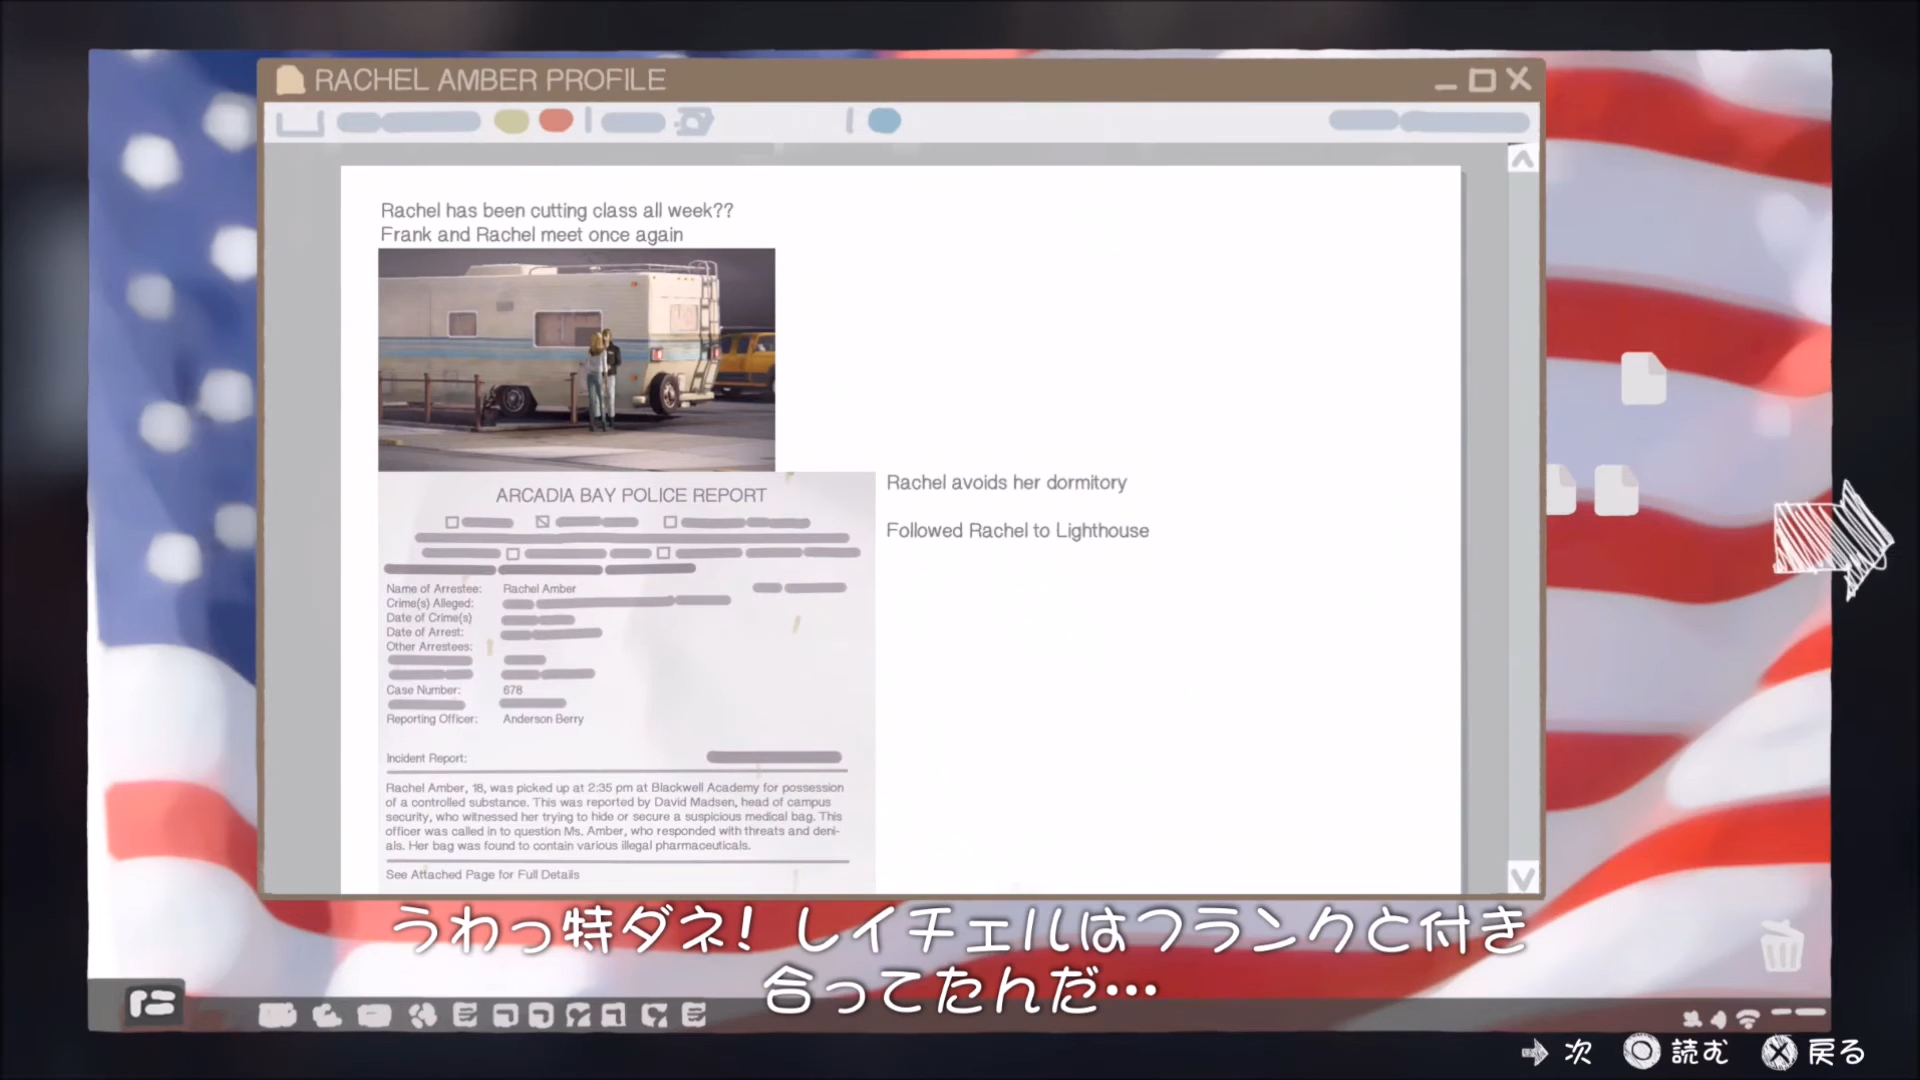 RACHEL AMBER PROFILE
Rachel has been cutting class all week??
Frank and Rachel meet once again
ARCADIA BAY POLICE REPORT
Name of Arrestee: Rachel Amber
Crime(s) Alleged:
Date of Crime(s)
Date of Arrest:
Other Arrestees:
Case Number: 678
Reporting Officer: Anderson Berry
Incident Report:
Rachel Amber, 18, was picked up at 2:35 pm at Blackwell Academy for possession
of a controlled substance. This was reported by David Madsen, head of campus
security, who witnessed her trying to hide or secure a suspicious medical bag. This
officer was called in to question Ms. Amber, who responded with threats and deni-
als. Her bag was found to contain various illegal pharmaceuticals.
See Attached Page for Full Details
Rachel avoids her dormitory
Followed Rachel to Lighthouse
うわっ特ダネ! レイチェルはフランクと付き
合ってたんだ…
次 読む 戻る